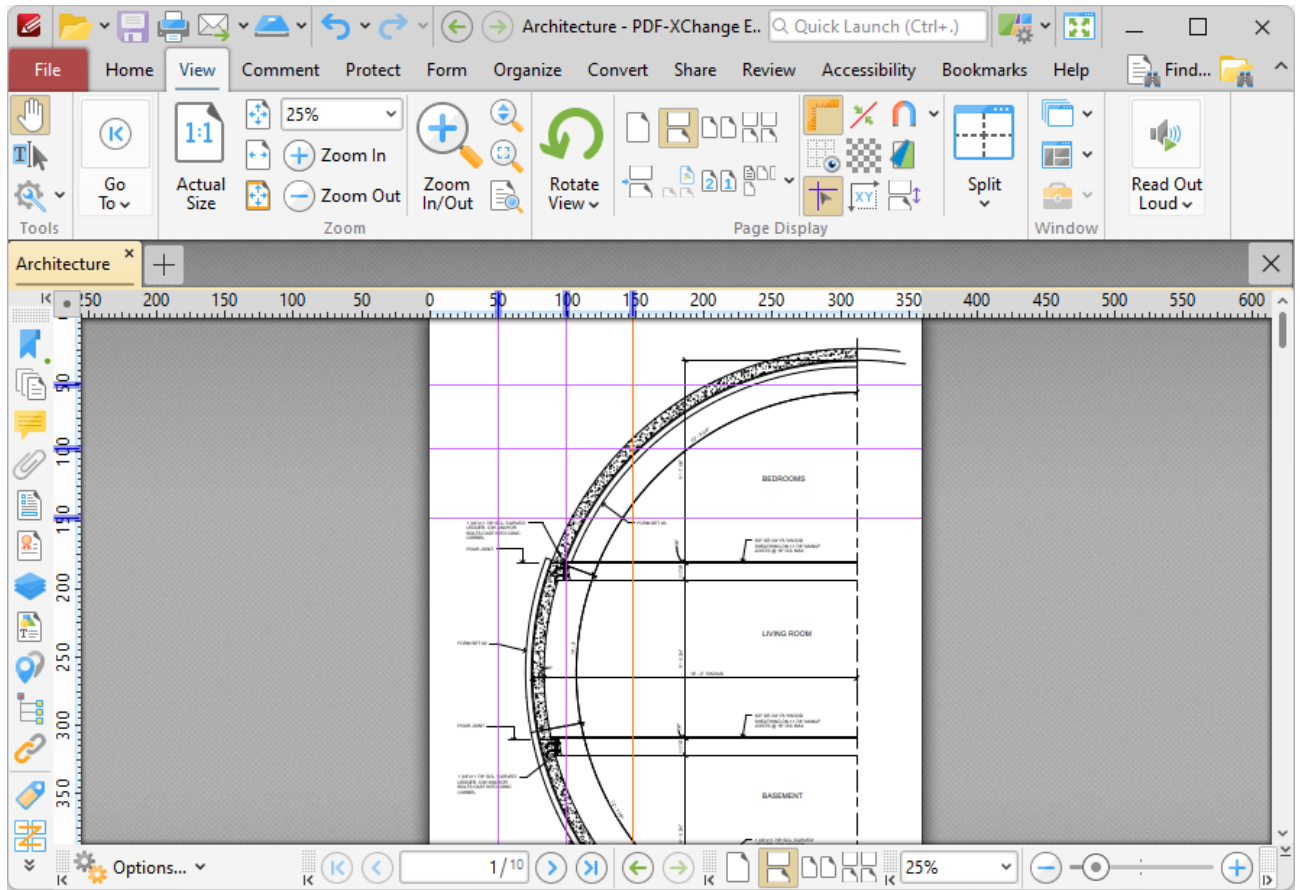 Architecture - PDF-XChange E.. Quick Launch (Ctrl+.)
File Home View Comment Protect Form Organize Convert Share Review Accessibility Bookmarks Help Find...
25%
1:1
Zoom In
Go To
Actual Size
Zoom Out
Zoom In/Out
Rotate View
21
XY
Split
Read Out Loud
Tools Zoom Page Display Window
Architecture ×
250 200 150 100 50 0 50 100 150 200 250 300 350 400 450 500 550 600
50
100
150
200
250
300
350
BEDROOMS
LIVING ROOM
BASEMENT
Options... 1/10 25%